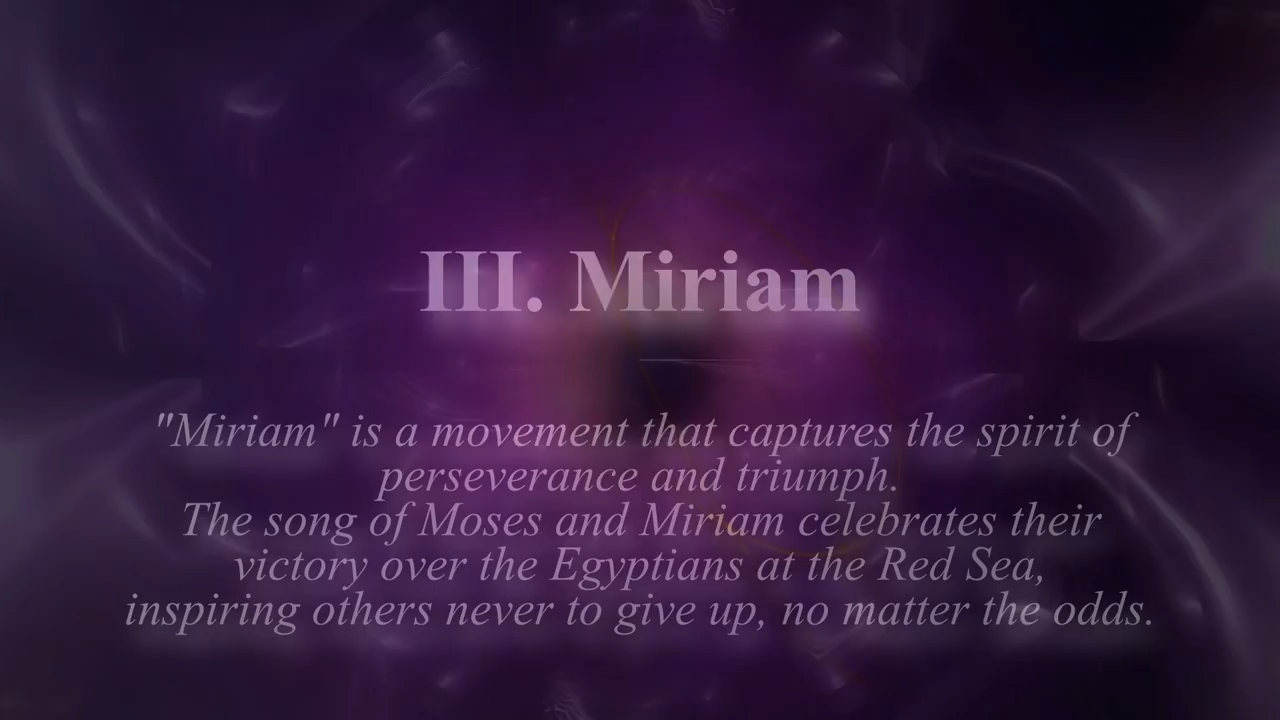 III. Miriam
"Miriam" is a movement that captures the spirit of
perseverance and triumph.
The song of Moses and Miriam celebrates their
victory over the Egyptians at the Red Sea,
inspiring others never to give up, no matter the odds.